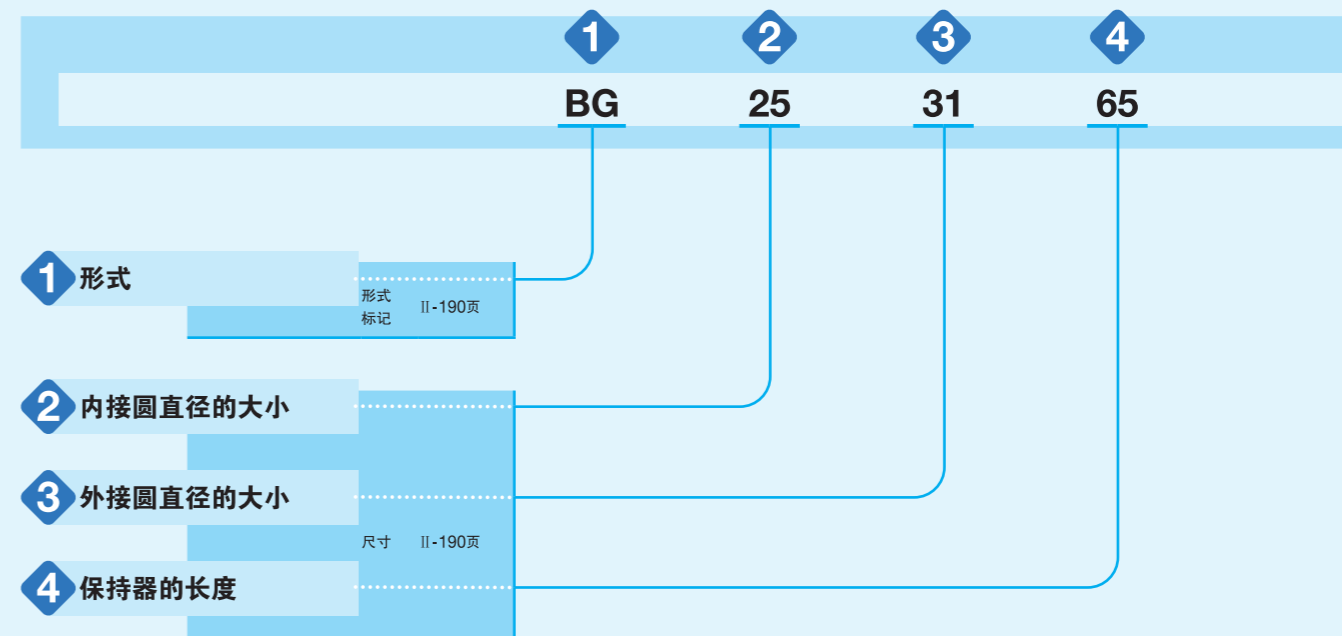 1 2 3 4
BG 25 31 65
1 形式
形式
标记 Ⅱ-190页
2 内接圆直径的大小
3 外接圆直径的大小
尺寸 Ⅱ-190页
4 保持器的长度